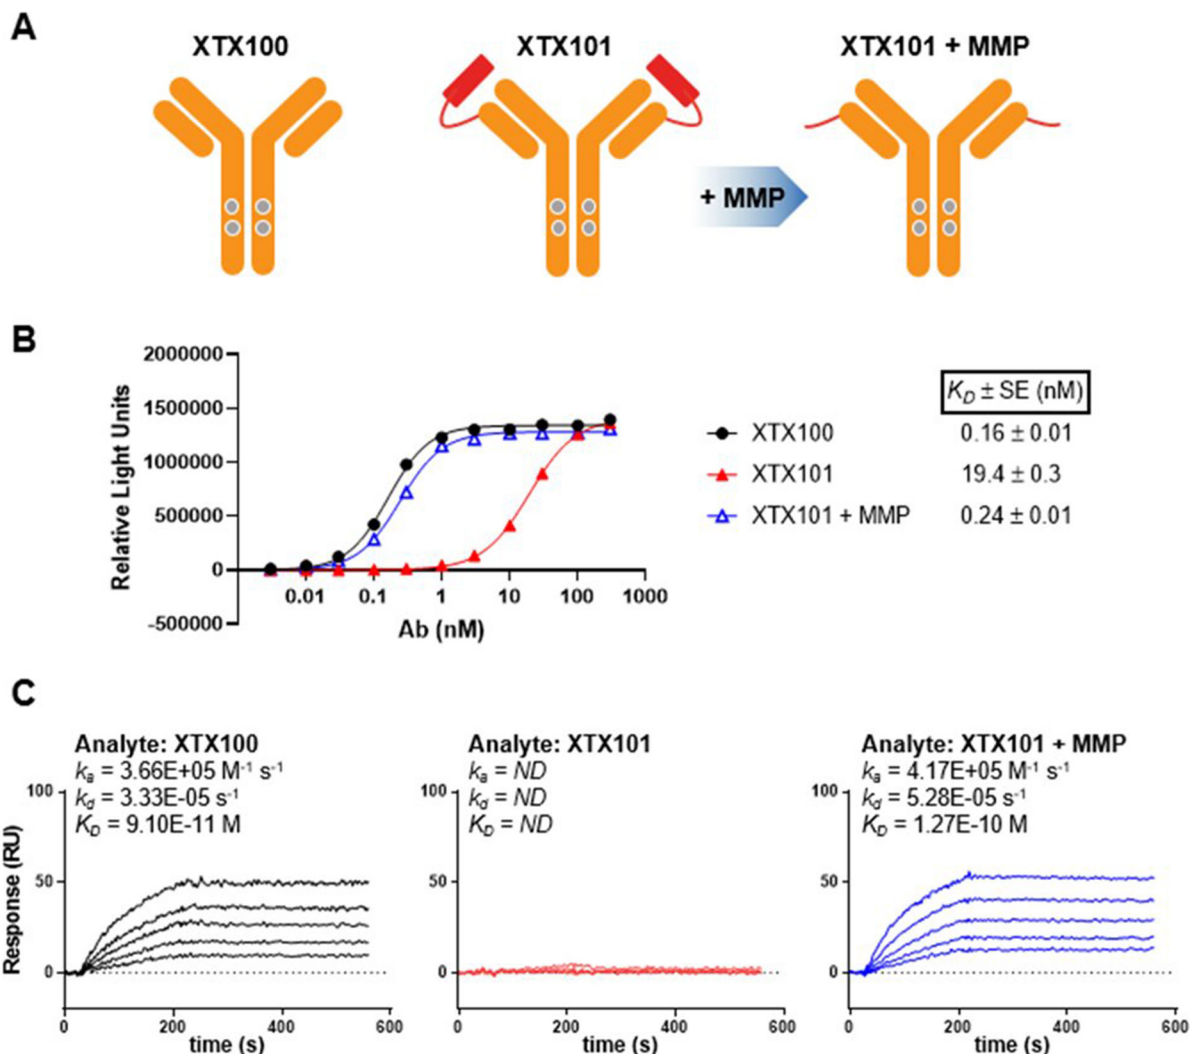 A
XTX100
XTX101
XTX101 + MMP
+ MMP
B
2000000
1500000
1000000
500000
0
-500000
Relative Light Units
0.01
0.1
1
10
100
1000
Ab (nM)
K_D ± SE (nM)
XTX100 0.16 ± 0.01
XTX101 19.4 ± 0.3
XTX101 + MMP 0.24 ± 0.01
C
Analyte: XTX100
kₐ = 3.66E+05 M⁻¹ s⁻¹
k_d = 3.33E-05 s⁻¹
K_D = 9.10E-11 M
100
50
0
Response (RU)
0 200 400 600
time (s)
Analyte: XTX101
kₐ = ND
k_d = ND
K_D = ND
100
50
0
0 200 400 600
time (s)
Analyte: XTX101 + MMP
kₐ = 4.17E+05 M⁻¹ s⁻¹
k_d = 5.28E-05 s⁻¹
K_D = 1.27E-10 M
100
50
0
0 200 400 600
time (s)